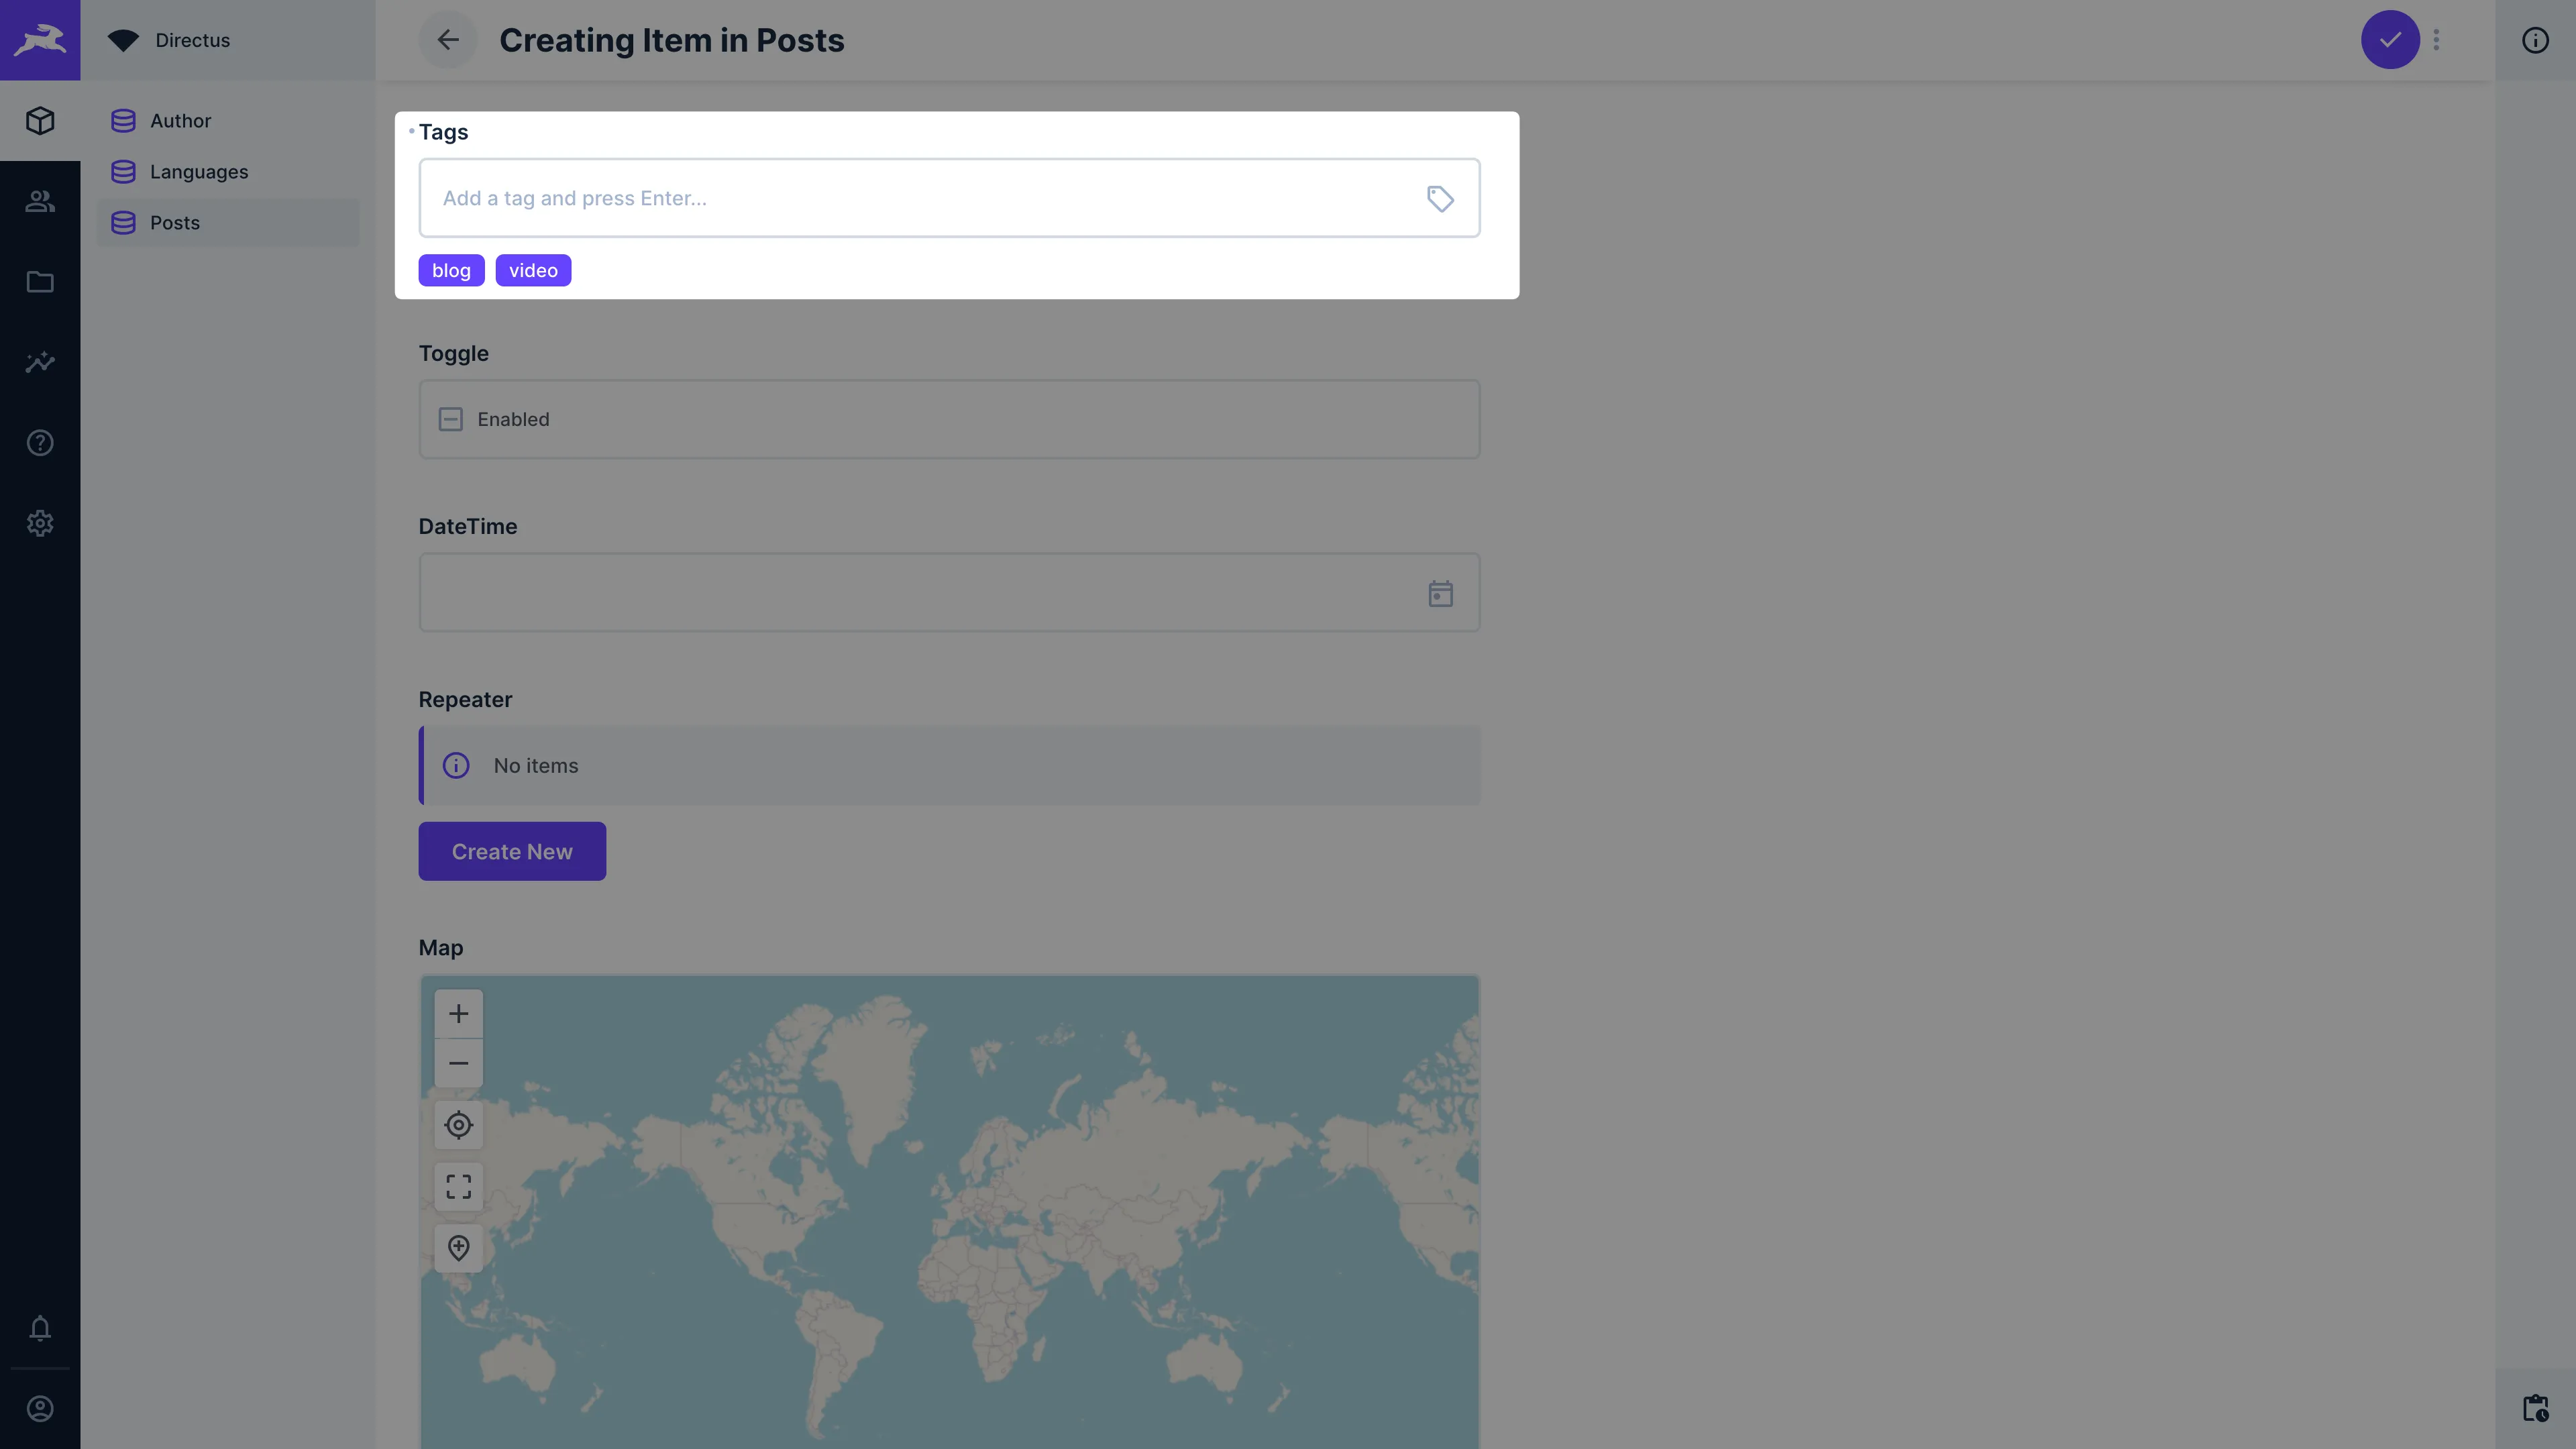 Directus
Creating Item in Posts
Author
Languages
Posts
Tags
Add a tag and press Enter...
blog video
Toggle
Enabled
DateTime
Repeater
No items
Create New
Map